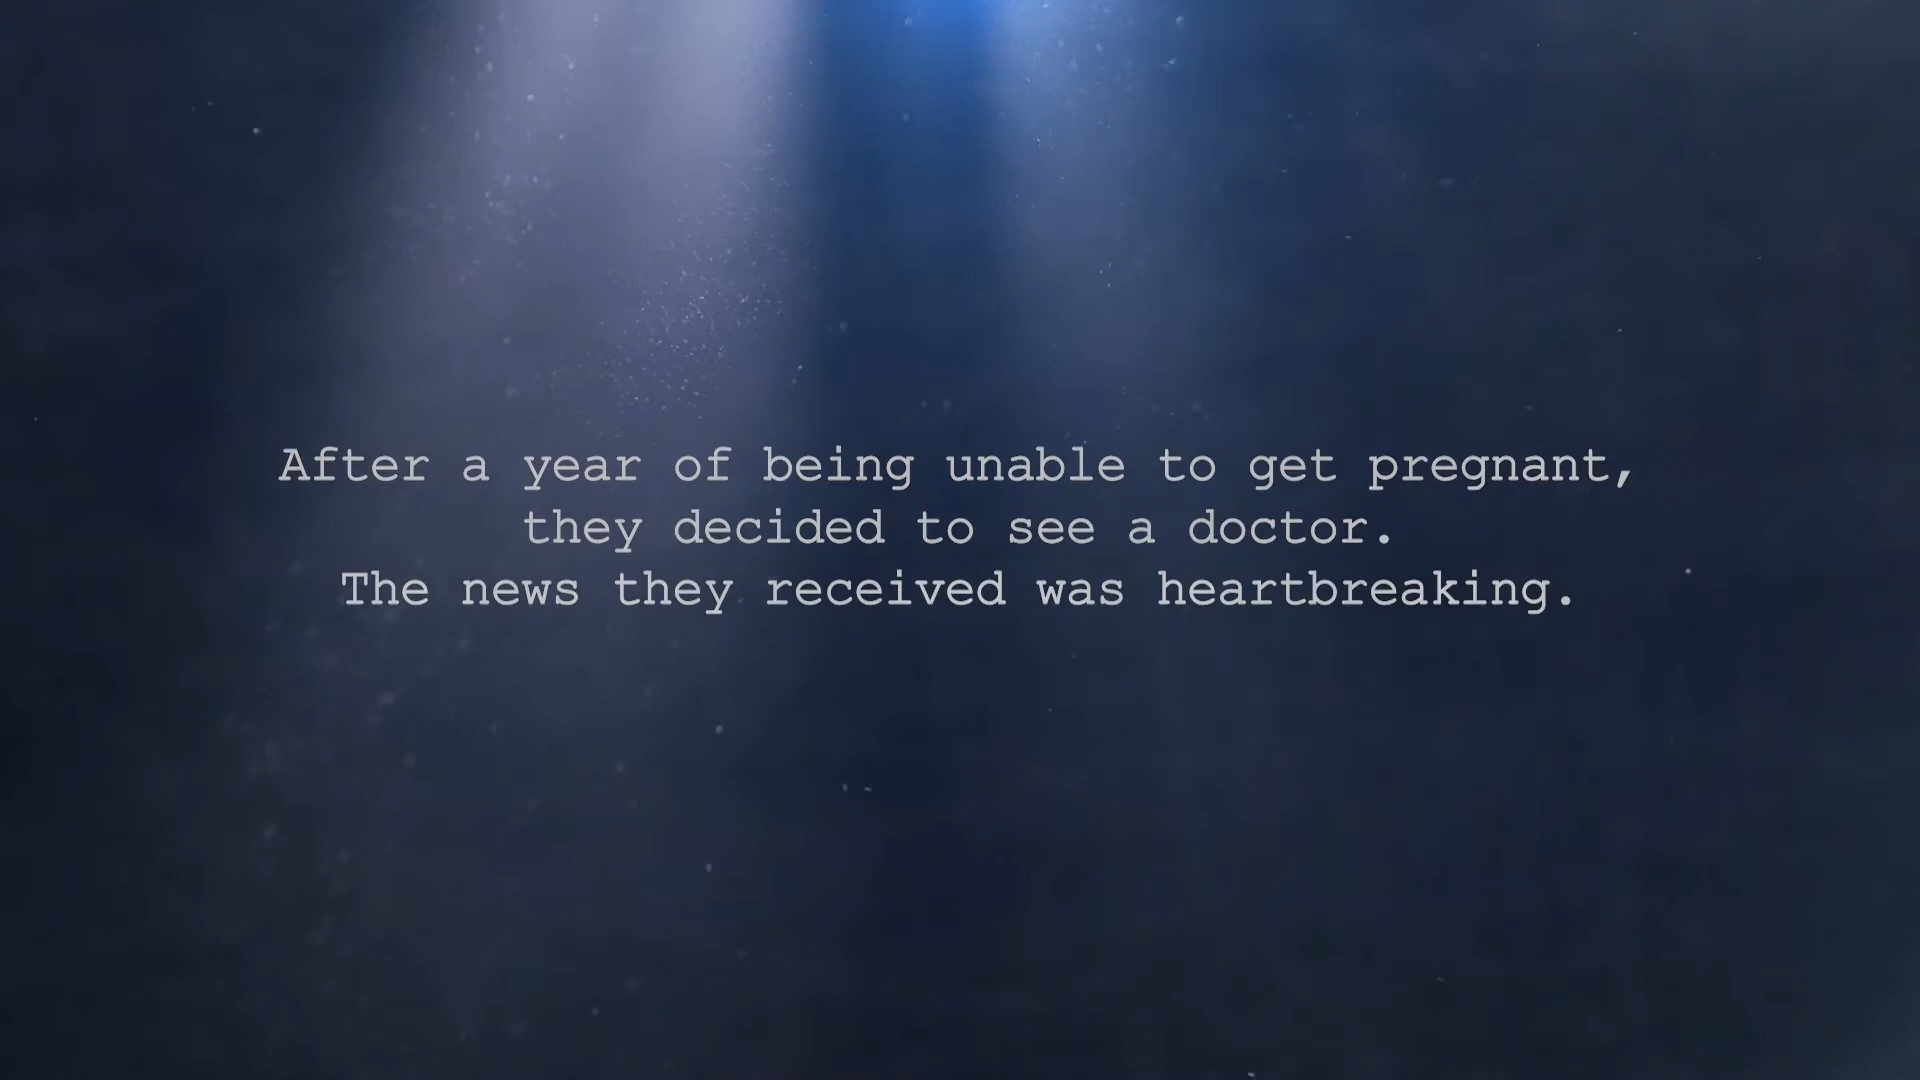 After a year of being unable to get pregnant,
they decided to see a doctor.
The news they received was heartbreaking.